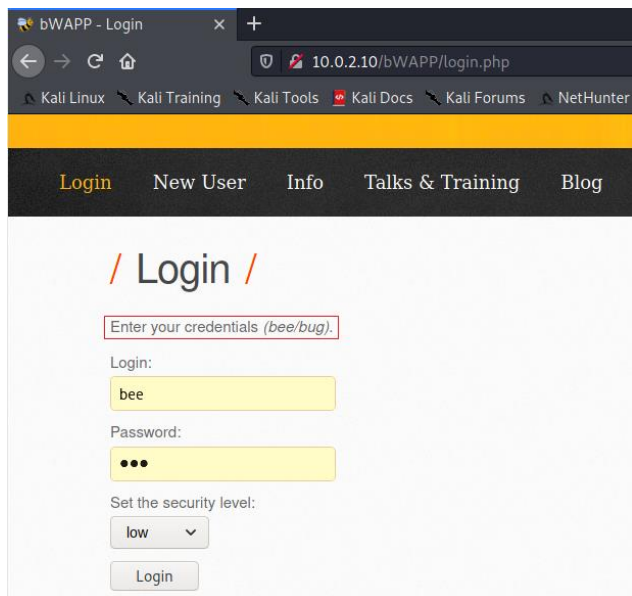 bWAPP - Login
10.0.2.10/bWAPP/login.php
Kali Linux Kali Training Kali Tools Kali Docs Kali Forums NetHunter
Login New User Info Talks & Training Blog
/ Login /
Enter your credentials (bee/bug).
Login:
bee
Password:
•••
Set the security level:
low
Login